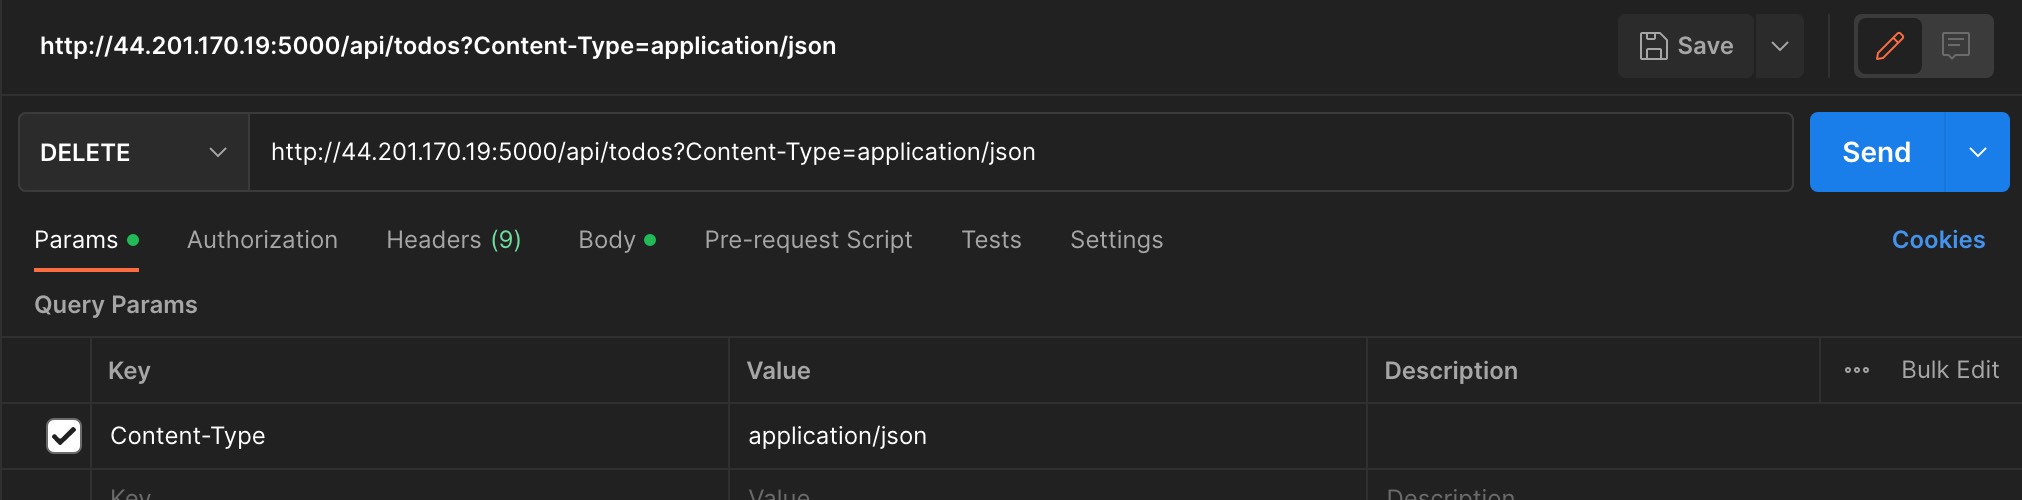 http://44.201.170.19:5000/api/todos?Content-Type=application/json
Save
DELETE
http://44.201.170.19:5000/api/todos?Content-Type=application/json
Send
Params Authorization Headers (9) Body Pre-request Script Tests Settings Cookies
Query Params
Key Value Description Bulk Edit
Content-Type application/json
Key Value Description